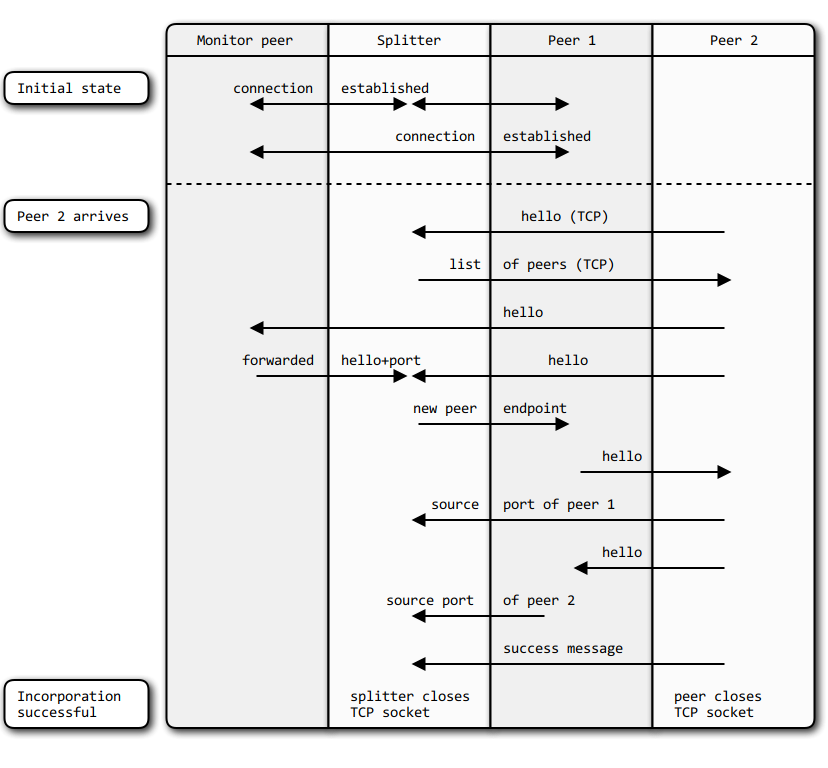 Monitor peer Splitter Peer 1 Peer 2
Initial state
connection established
connection established
Peer 2 arrives
hello (TCP)
list of peers (TCP)
hello
forwarded hello+port hello
new peer endpoint
hello
source port of peer 1
hello
source port of peer 2
success message
Incorporation splitter closes peer closes
successful TCP socket TCP socket